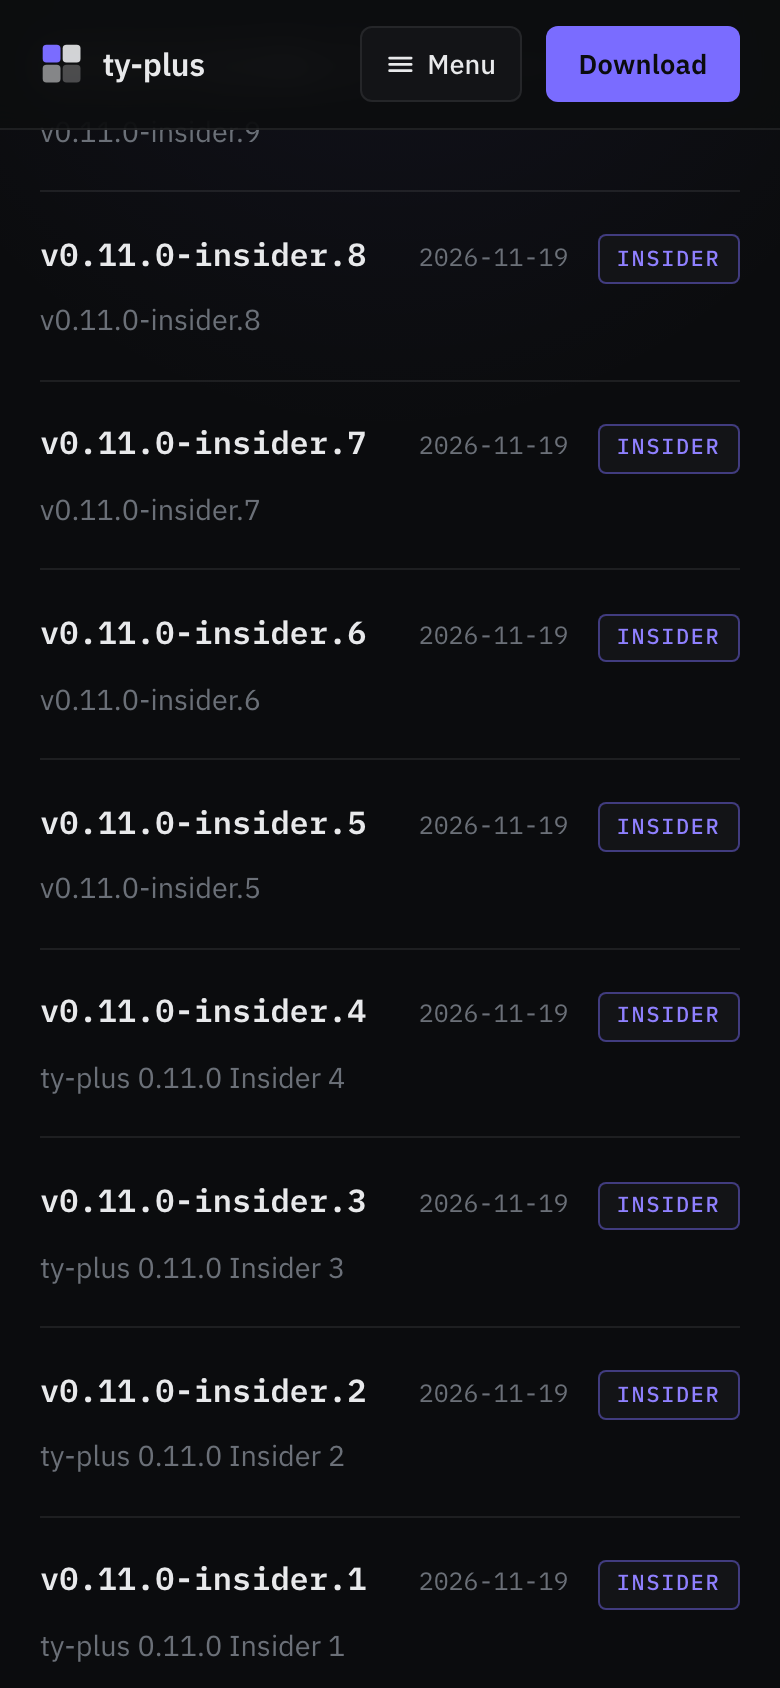 ty-plus
Menu
Download
v0.11.0-insider.9
v0.11.0-insider.8 2026-11-19 INSIDER
v0.11.0-insider.8
v0.11.0-insider.7 2026-11-19 INSIDER
v0.11.0-insider.7
v0.11.0-insider.6 2026-11-19 INSIDER
v0.11.0-insider.6
v0.11.0-insider.5 2026-11-19 INSIDER
v0.11.0-insider.5
v0.11.0-insider.4 2026-11-19 INSIDER
ty-plus 0.11.0 Insider 4
v0.11.0-insider.3 2026-11-19 INSIDER
ty-plus 0.11.0 Insider 3
v0.11.0-insider.2 2026-11-19 INSIDER
ty-plus 0.11.0 Insider 2
v0.11.0-insider.1 2026-11-19 INSIDER
ty-plus 0.11.0 Insider 1